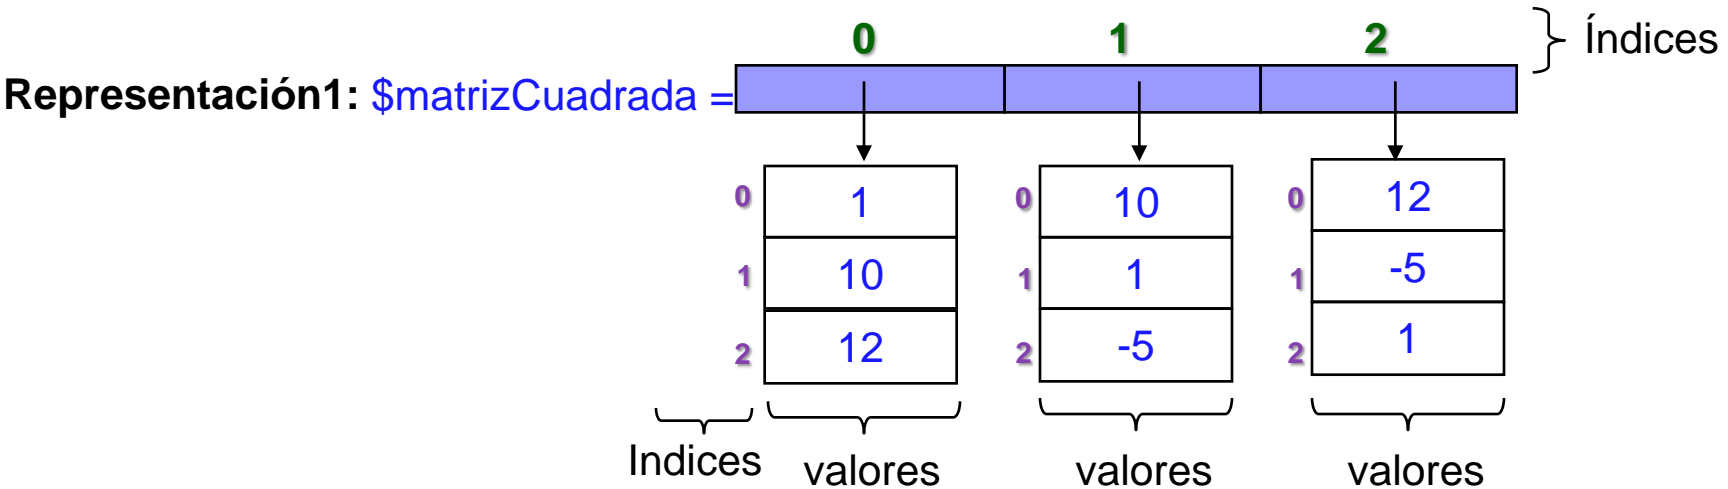 0 1 2 Índices
Representación1: $matrizCuadrada =
0 1 0 10 0 12
1 10 1 1 1 -5
2 12 2 -5 2 1
Indices valores valores valores